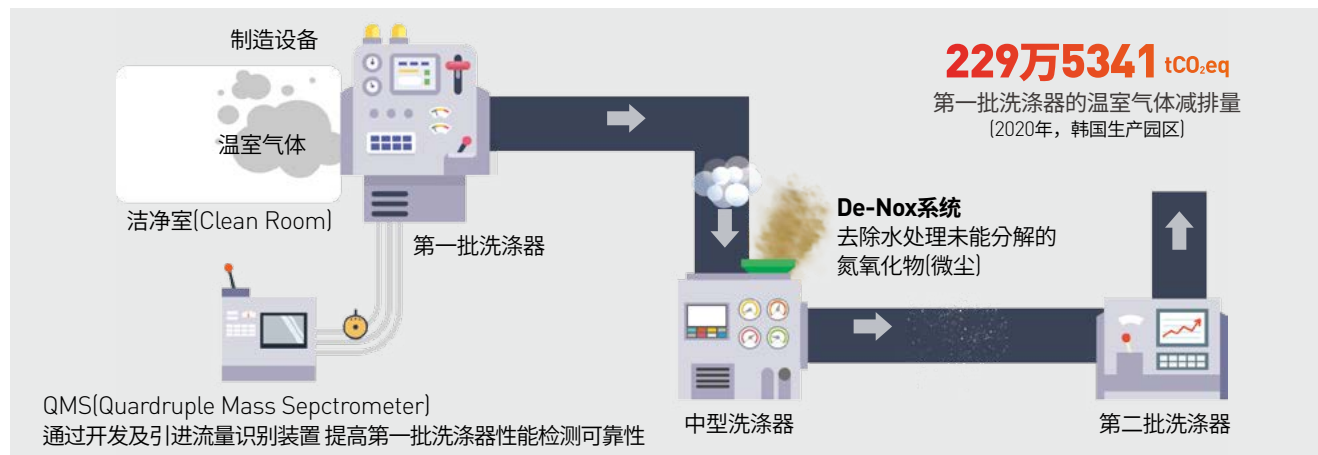 制造设备
温室气体
洁净室(Clean Room)
第一批洗涤器
229万5341 tCO₂eq
第一批洗涤器的温室气体减排量
(2020年，韩国生产园区)
De-Nox系统
去除水处理未能分解的
氮氧化物(微尘)
QMS(Quardruple Mass Sepctrometer)
通过开发及引进流量识别装置 提高第一批洗涤器性能检测可靠性
中型洗涤器
第二批洗涤器